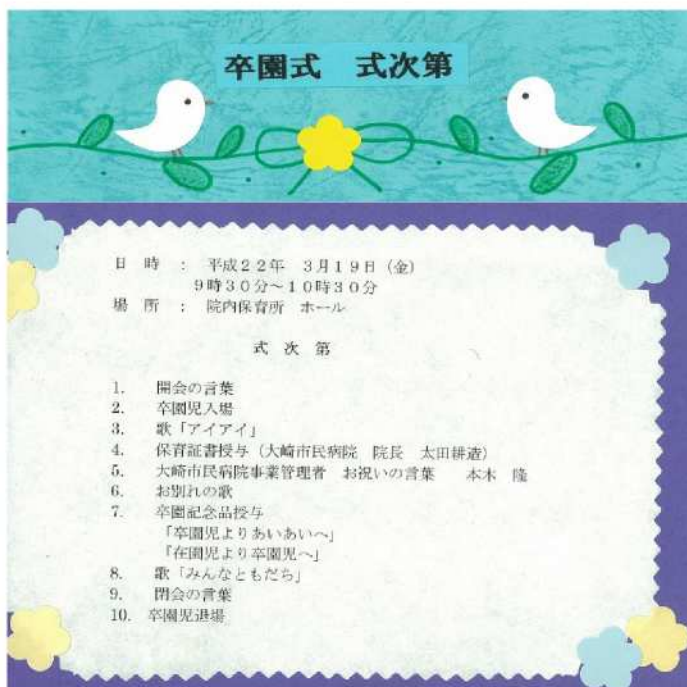 卒園式　式次第
日　時　：　平成２２年　３月１９日（金）
９時３０分～１０時３０分
場　所　：　院内保育所　ホール
式　次　第
1.　開会の言葉
2.　卒園児入場
3.　歌「アイアイ」
4.　保育証書授与（大崎市民病院　院長　太田耕造）
5.　大崎市民病院事業管理者　お祝いの言葉　　木木　隆
6.　お別れの歌
7.　卒園記念品授与
「卒園児よりあいあいへ」
『在園児より卒園児へ」
8.　歌「みんなともだち」
9.　閉会の言葉
10.　卒園児退場